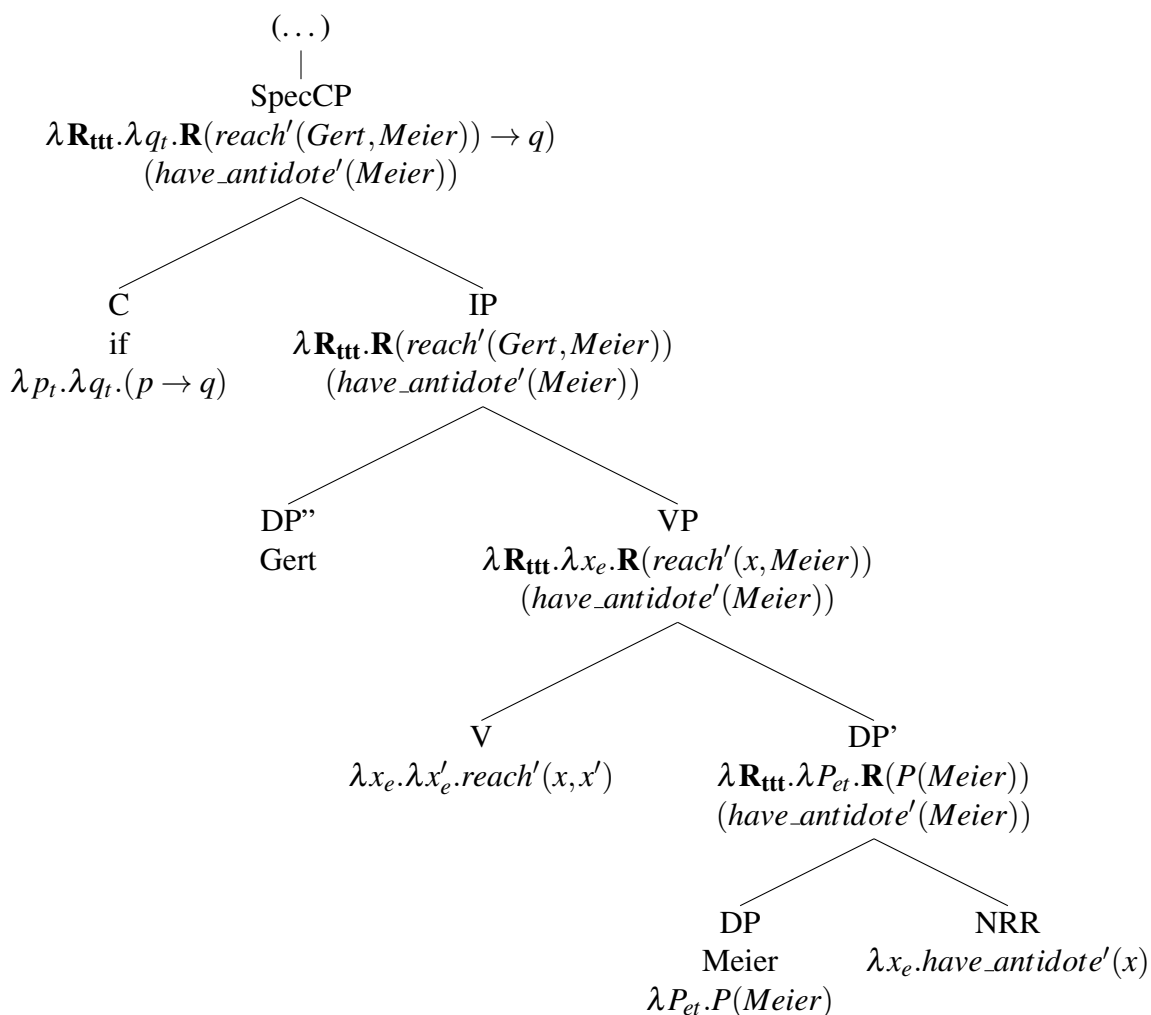 (...)
SpecCP
λR_ttt.λq_t.R(reach′(Gert,Meier)) → q)
(have_antidote′(Meier))
C IP
if λR_ttt.R(reach′(Gert,Meier))
λp_t.λq_t.(p → q) (have_antidote′(Meier))
DP” VP
Gert λR_ttt.λx_e.R(reach′(x,Meier))
(have_antidote′(Meier))
V DP’
λx_e.λx′_e.reach′(x,x′) λR_ttt.λP_et.R(P(Meier))
(have_antidote′(Meier))
DP NRR
Meier λx_e.have_antidote′(x)
λP_et.P(Meier)